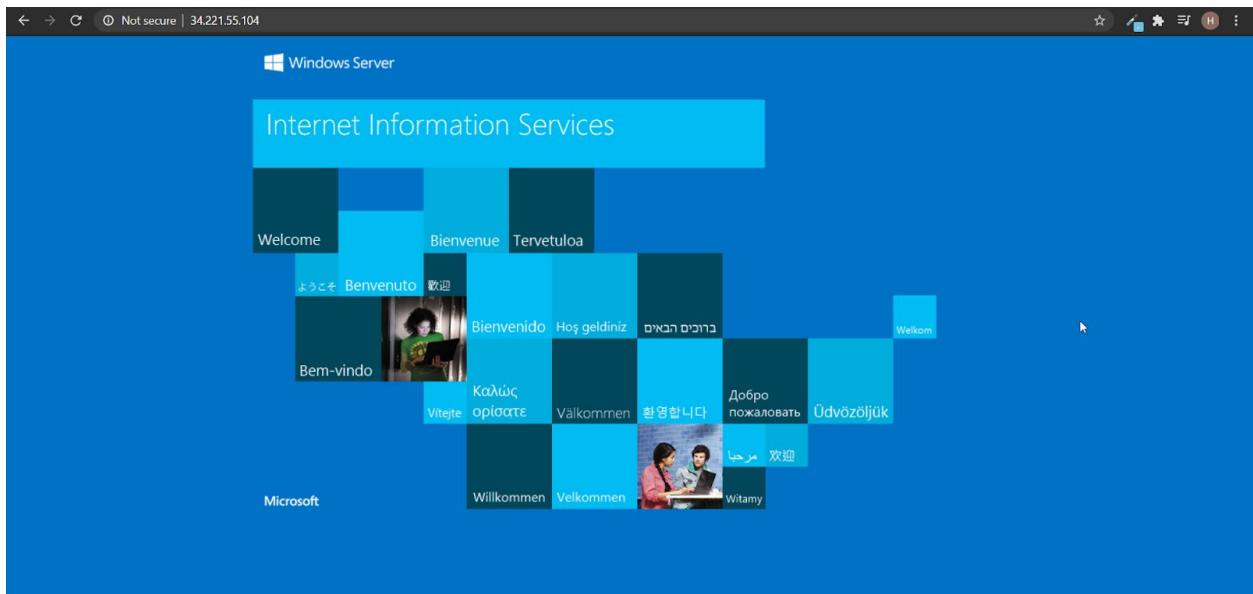 Not secure | 34.221.55.104
H
Windows Server
Internet Information Services
Welcome
Bienvenue
Tervetuloa
ようこそ
Benvenuto
歡迎
Bienvenido
Hoş geldiniz
ברוכים הבאים
Welkom
Bem-vindo
Vítejte
Καλώς
ορίσατε
Välkommen
환영합니다
Добро
пожаловать
Üdvözöljük
مرحبا
欢迎
Microsoft
Willkommen
Velkommen
Witamy